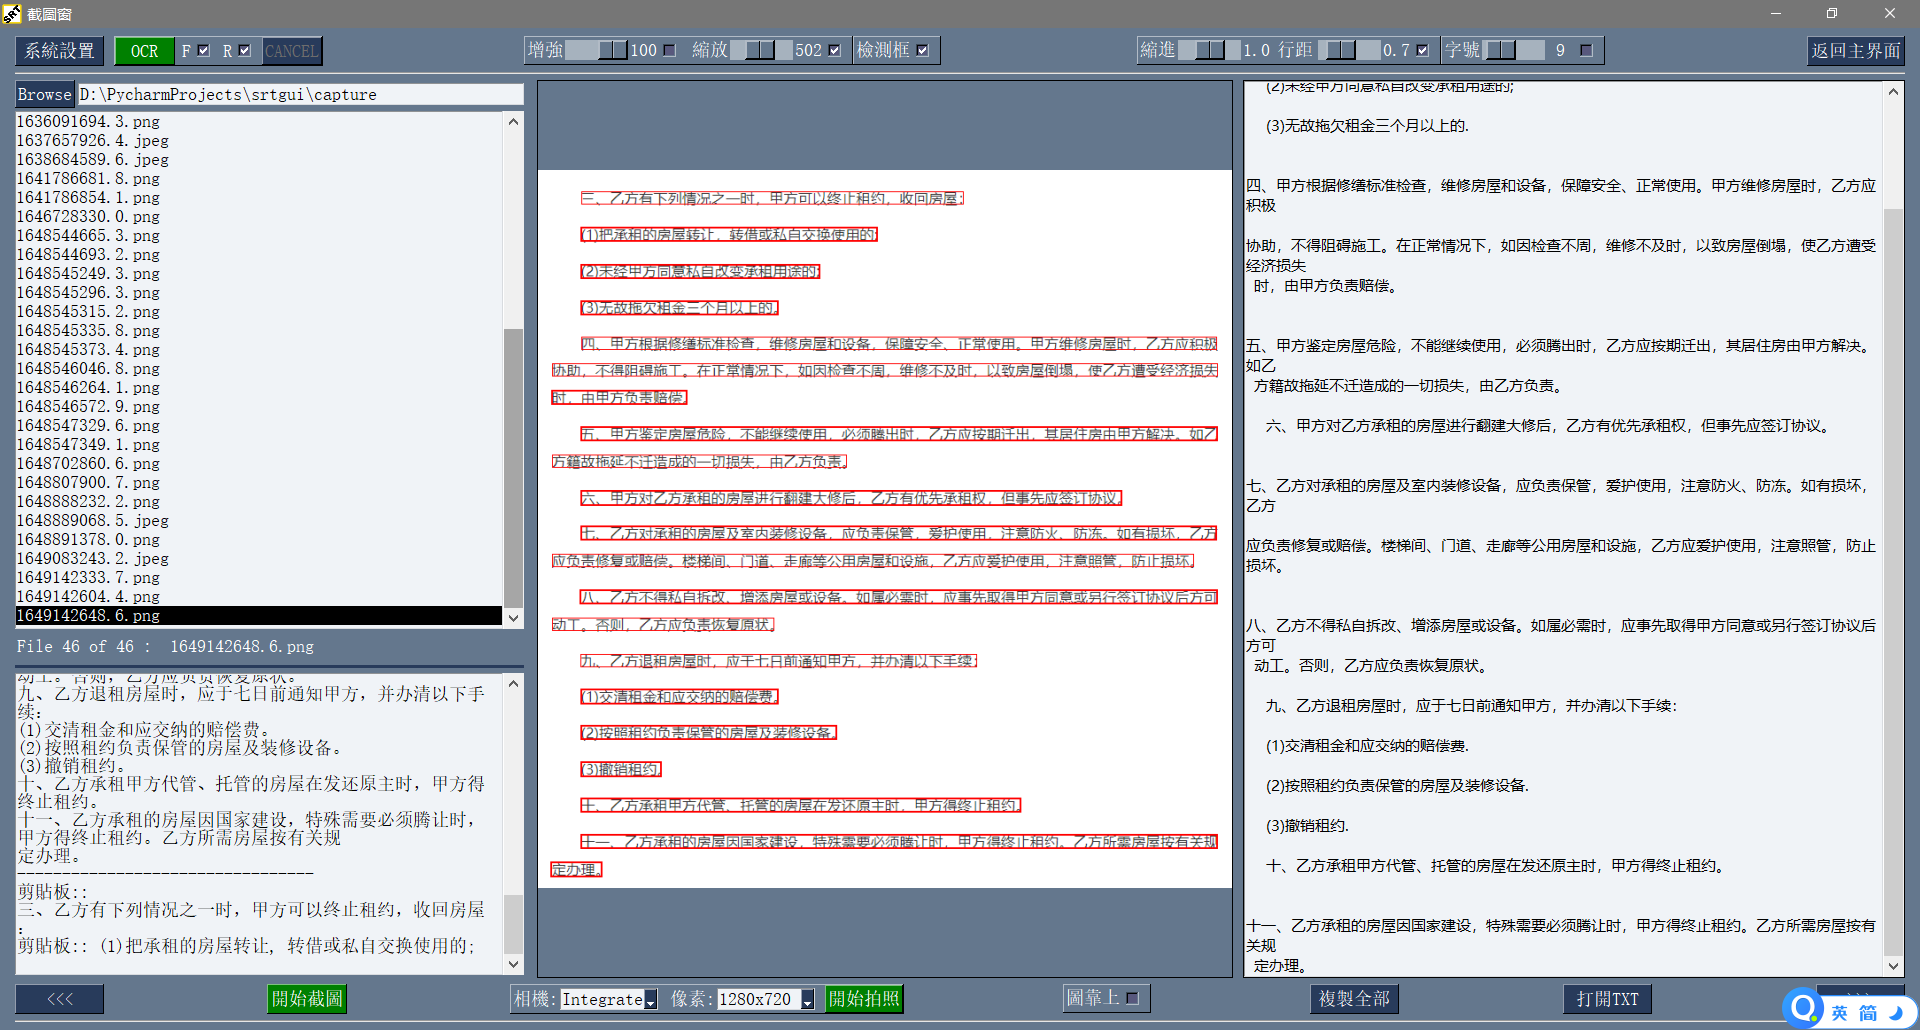 SRT 截圖窗
系統設置 OCR F R CANCEL 增強 100 縮放 502 檢測框 縮進 1.0 行距 0.7 字號 9 返回主界面
Browse D:\PycharmProjects\srtgui\capture
1636091694.3.png
1637657926.4.jpeg
1638684589.6.jpeg
1641786681.8.png
1641786854.1.png
1646728330.0.png
1648544665.3.png
1648544693.2.png
1648545249.3.png
1648545296.3.png
1648545315.2.png
1648545335.8.png
1648545373.4.png
1648546046.8.png
1648546264.1.png
1648546572.9.png
1648547329.6.png
1648547349.1.png
1648702860.6.png
1648807900.7.png
1648888232.2.png
1648889068.5.jpeg
1648891378.0.png
1649083243.2.jpeg
1649142333.7.png
1649142604.4.png
1649142648.6.png
File 46 of 46 : 1649142648.6.png
动工。否则，乙方应负责恢复原状。
九、乙方退租房屋时，应于七日前通知甲方，并办清以下手
续：
(1)交清租金和应交纳的赔偿费。
(2)按照租约负责保管的房屋及装修设备。
(3)撤销租约。
十、乙方承租甲方代管、托管的房屋在发还原主时，甲方得
终止租约。
十一、乙方承租的房屋因国家建设，特殊需要必须腾让时，
甲方得终止租约。乙方所需房屋按有关规
定办理。
---------------------------------
剪貼板::
三、乙方有下列情况之一时，甲方可以终止租约，收回房屋
：
剪貼板:: (1)把承租的房屋转让，转借或私自交换使用的;
三、乙方有下列情况之一时，甲方可以终止租约，收回房屋：
(1)把承租的房屋转让，转借或私自交换使用的;
(2)未经甲方同意私自改变承租用途的;
(3)无故拖欠租金三个月以上的。
四、甲方根据修缮标准检查，维修房屋和设备，保障安全、正常使用。甲方维修房屋时，乙方应积极
协助，不得阻碍施工。在正常情况下，如因检查不周，维修不及时，以致房屋倒塌，使乙方遭受经济损失
时，由甲方负责赔偿。
五、甲方鉴定房屋危险，不能继续使用，必须腾出时，乙方应按期迁出，其居住房由甲方解决。如乙
方籍故拖延不迁造成的一切损失，由乙方负责。
六、甲方对乙方承租的房屋进行翻建大修后，乙方有优先承租权，但事先应签订协议。
七、乙方对承租的房屋及室内装修设备，应负责保管，爱护使用，注意防火、防冻。如有损坏，乙方
应负责修复或赔偿。楼梯间、门道、走廊等公用房屋和设施，乙方应爱护使用，注意照管，防止损坏。
八、乙方不得私自拆改、增添房屋或设备。如属必需时，应事先取得甲方同意或另行签订协议后方可
动工。否则，乙方应负责恢复原状。
九、乙方退租房屋时，应于七日前通知甲方，并办清以下手续：
(1)交清租金和应交纳的赔偿费。
(2)按照租约负责保管的房屋及装修设备。
(3)撤销租约。
十、乙方承租甲方代管、托管的房屋在发还原主时，甲方得终止租约。
十一、乙方承租的房屋因国家建设，特殊需要必须腾让时，甲方得终止租约。乙方所需房屋按有关规
定办理。
(2)未经甲方同意私自改变承租用途的;
(3)无故拖欠租金三个月以上的.
四、甲方根据修缮标准检查，维修房屋和设备，保障安全、正常使用。甲方维修房屋时，乙方应
积极
协助，不得阻碍施工。在正常情况下，如因检查不周，维修不及时，以致房屋倒塌，使乙方遭受
经济损失
时，由甲方负责赔偿。
五、甲方鉴定房屋危险，不能继续使用，必须腾出时，乙方应按期迁出，其居住房由甲方解决。
如乙
方籍故拖延不迁造成的一切损失，由乙方负责。
六、甲方对乙方承租的房屋进行翻建大修后，乙方有优先承租权，但事先应签订协议。
七、乙方对承租的房屋及室内装修设备，应负责保管，爱护使用，注意防火、防冻。如有损坏，
乙方
应负责修复或赔偿。楼梯间、门道、走廊等公用房屋和设施，乙方应爱护使用，注意照管，防止
损坏。
八、乙方不得私自拆改、增添房屋或设备。如属必需时，应事先取得甲方同意或另行签订协议后
方可
动工。否则，乙方应负责恢复原状。
九、乙方退租房屋时，应于七日前通知甲方，并办清以下手续：
(1)交清租金和应交纳的赔偿费.
(2)按照租约负责保管的房屋及装修设备.
(3)撤销租约.
十、乙方承租甲方代管、托管的房屋在发还原主时，甲方得终止租约。
十一、乙方承租的房屋因国家建设，特殊需要必须腾让时，甲方得终止租约。乙方所需房屋按有
关规
定办理。
<<< 開始截圖 相機: Integrate 像素: 1280x720 開始拍照 圖靠上 複製全部 打開TXT
英 简